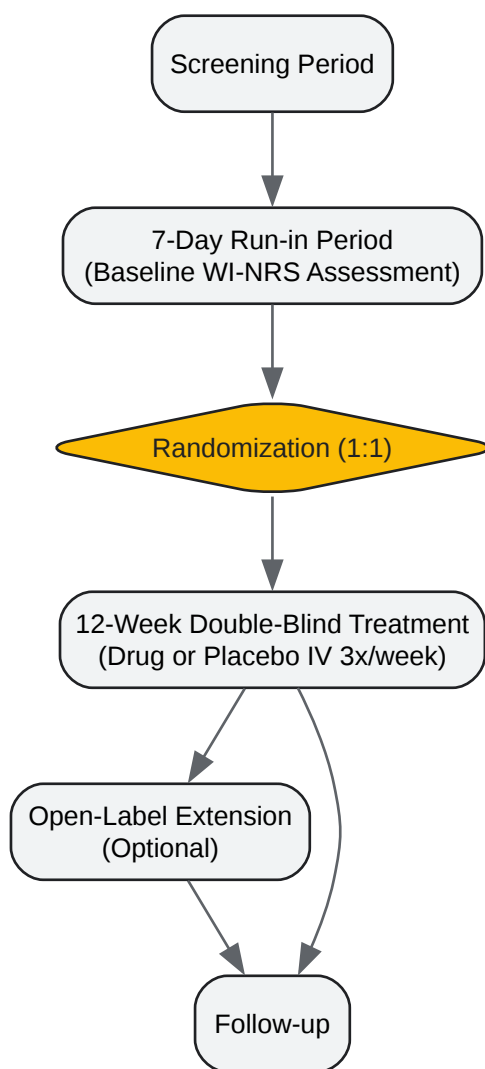 Screening Period
7-Day Run-in Period
(Baseline WI-NRS Assessment)
Randomization (1:1)
12-Week Double-Blind Treatment
(Drug or Placebo IV 3x/week)
Open-Label Extension
(Optional)
Follow-up